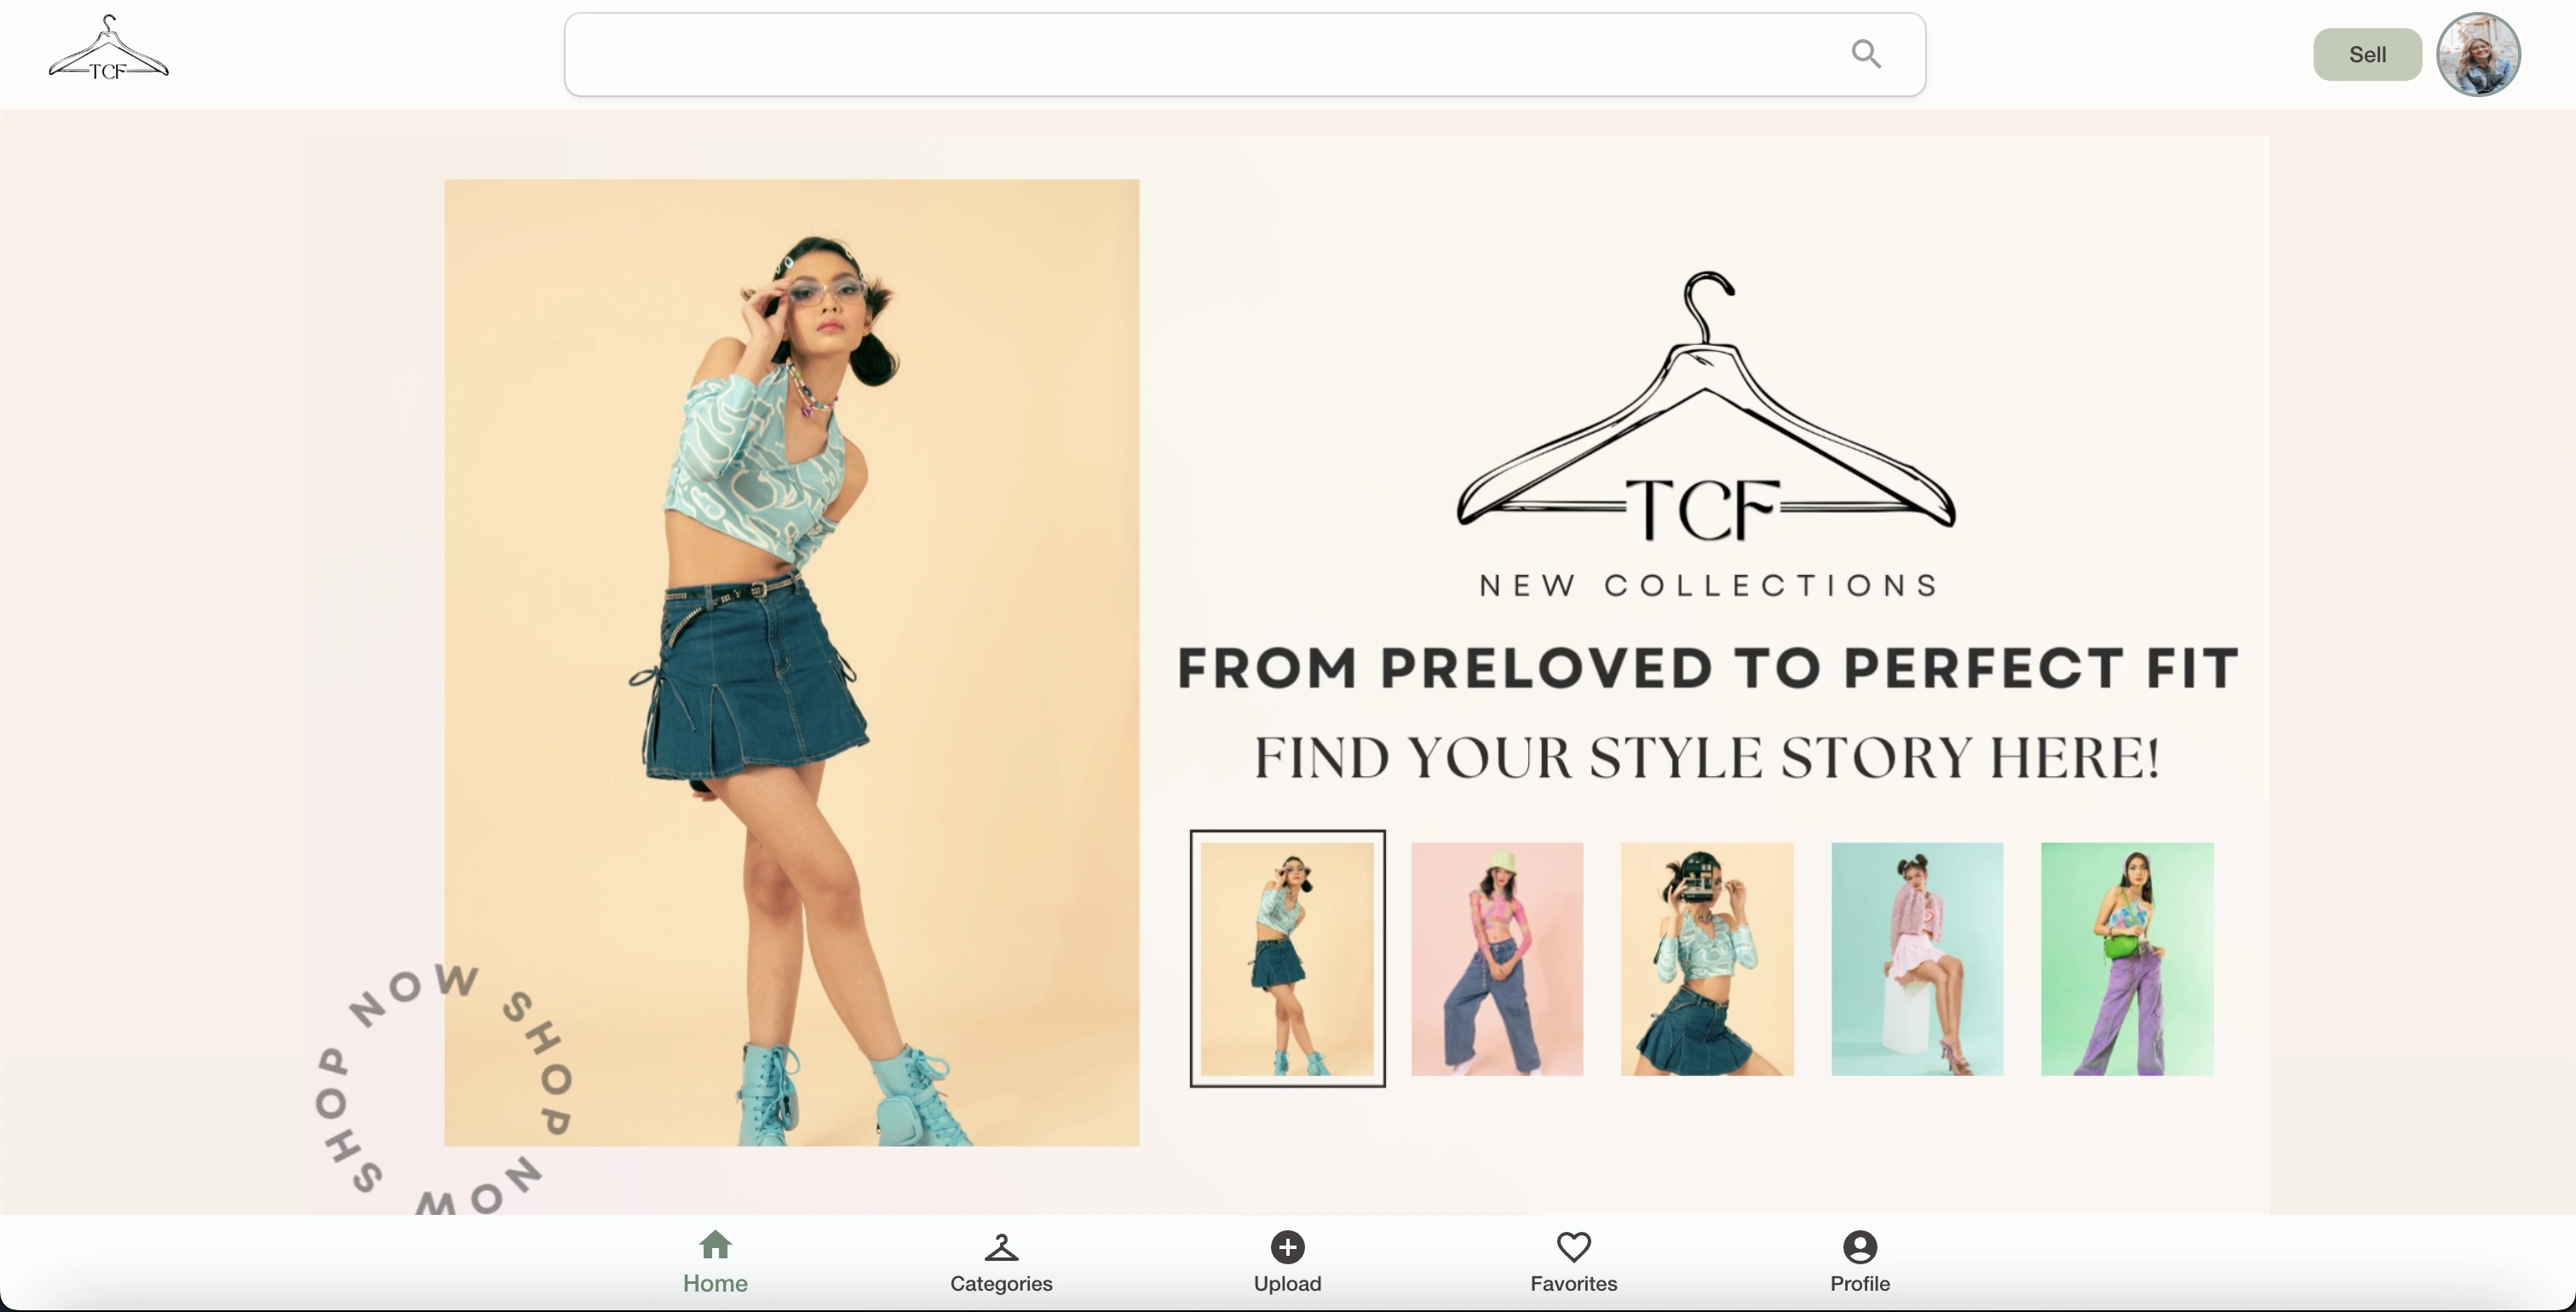 TCF
Sell
TCF
NEW COLLECTIONS
FROM PRELOVED TO PERFECT FIT
FIND YOUR STYLE STORY HERE!
SHOP NOW SHOP NOW
Home
Categories
Upload
Favorites
Profile